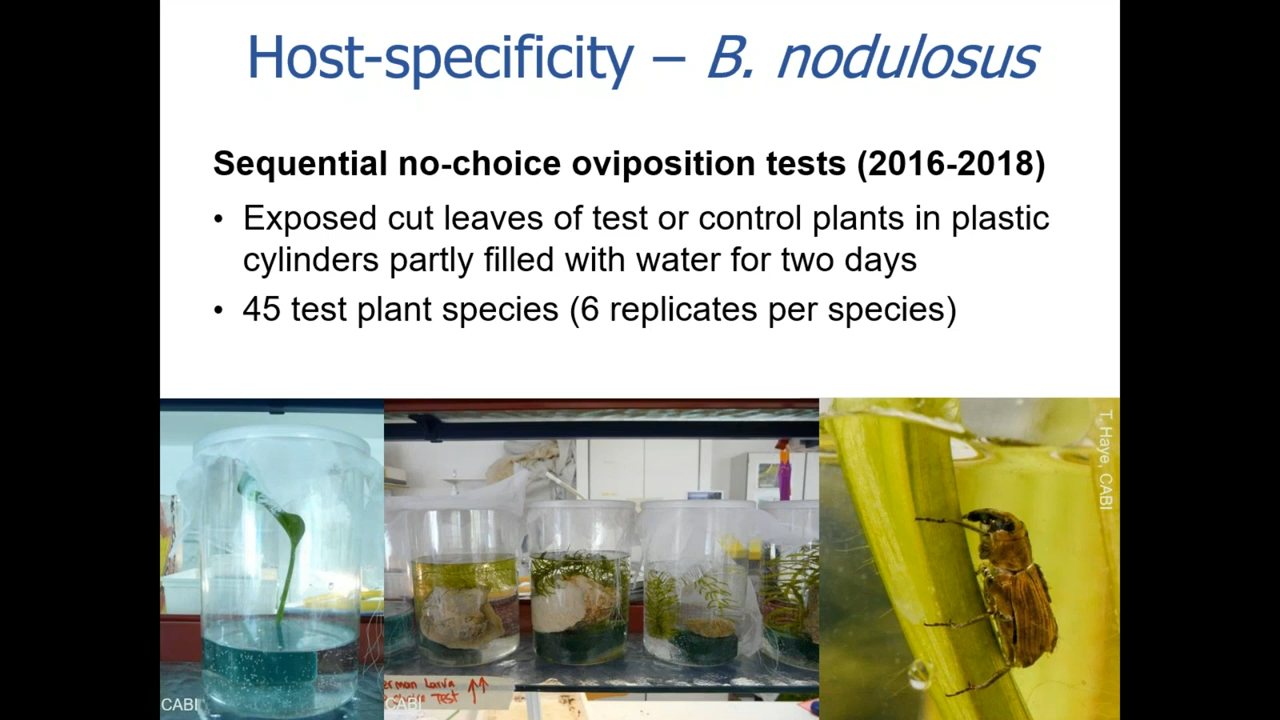 Host-specificity – B. nodulosus
Sequential no-choice oviposition tests (2016-2018)
• Exposed cut leaves of test or control plants in plastic
cylinders partly filled with water for two days
• 45 test plant species (6 replicates per species)
T. Haye, CABI
CABI
CABI
Larva
Test